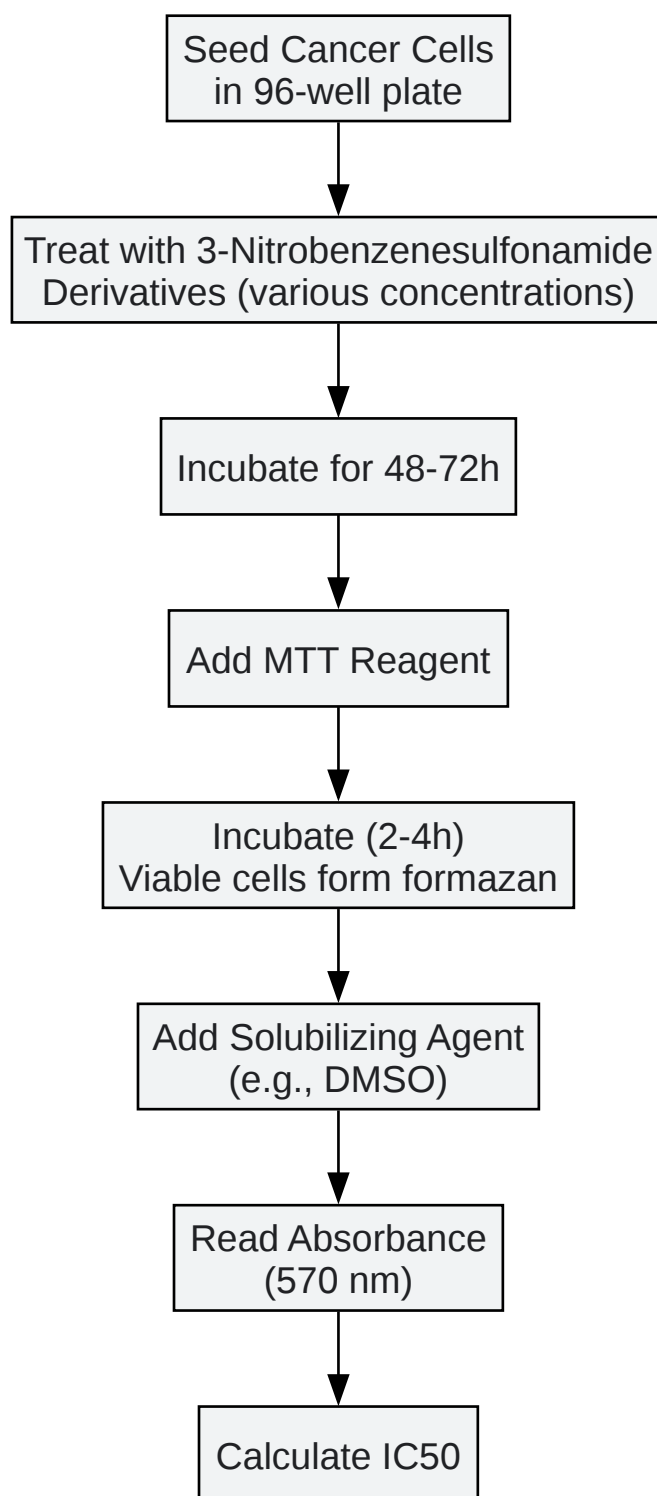 Seed Cancer Cells
in 96-well plate
Treat with 3-Nitrobenzenesulfonamide
Derivatives (various concentrations)
Incubate for 48-72h
Add MTT Reagent
Incubate (2-4h)
Viable cells form formazan
Add Solubilizing Agent
(e.g., DMSO)
Read Absorbance
(570 nm)
Calculate IC50